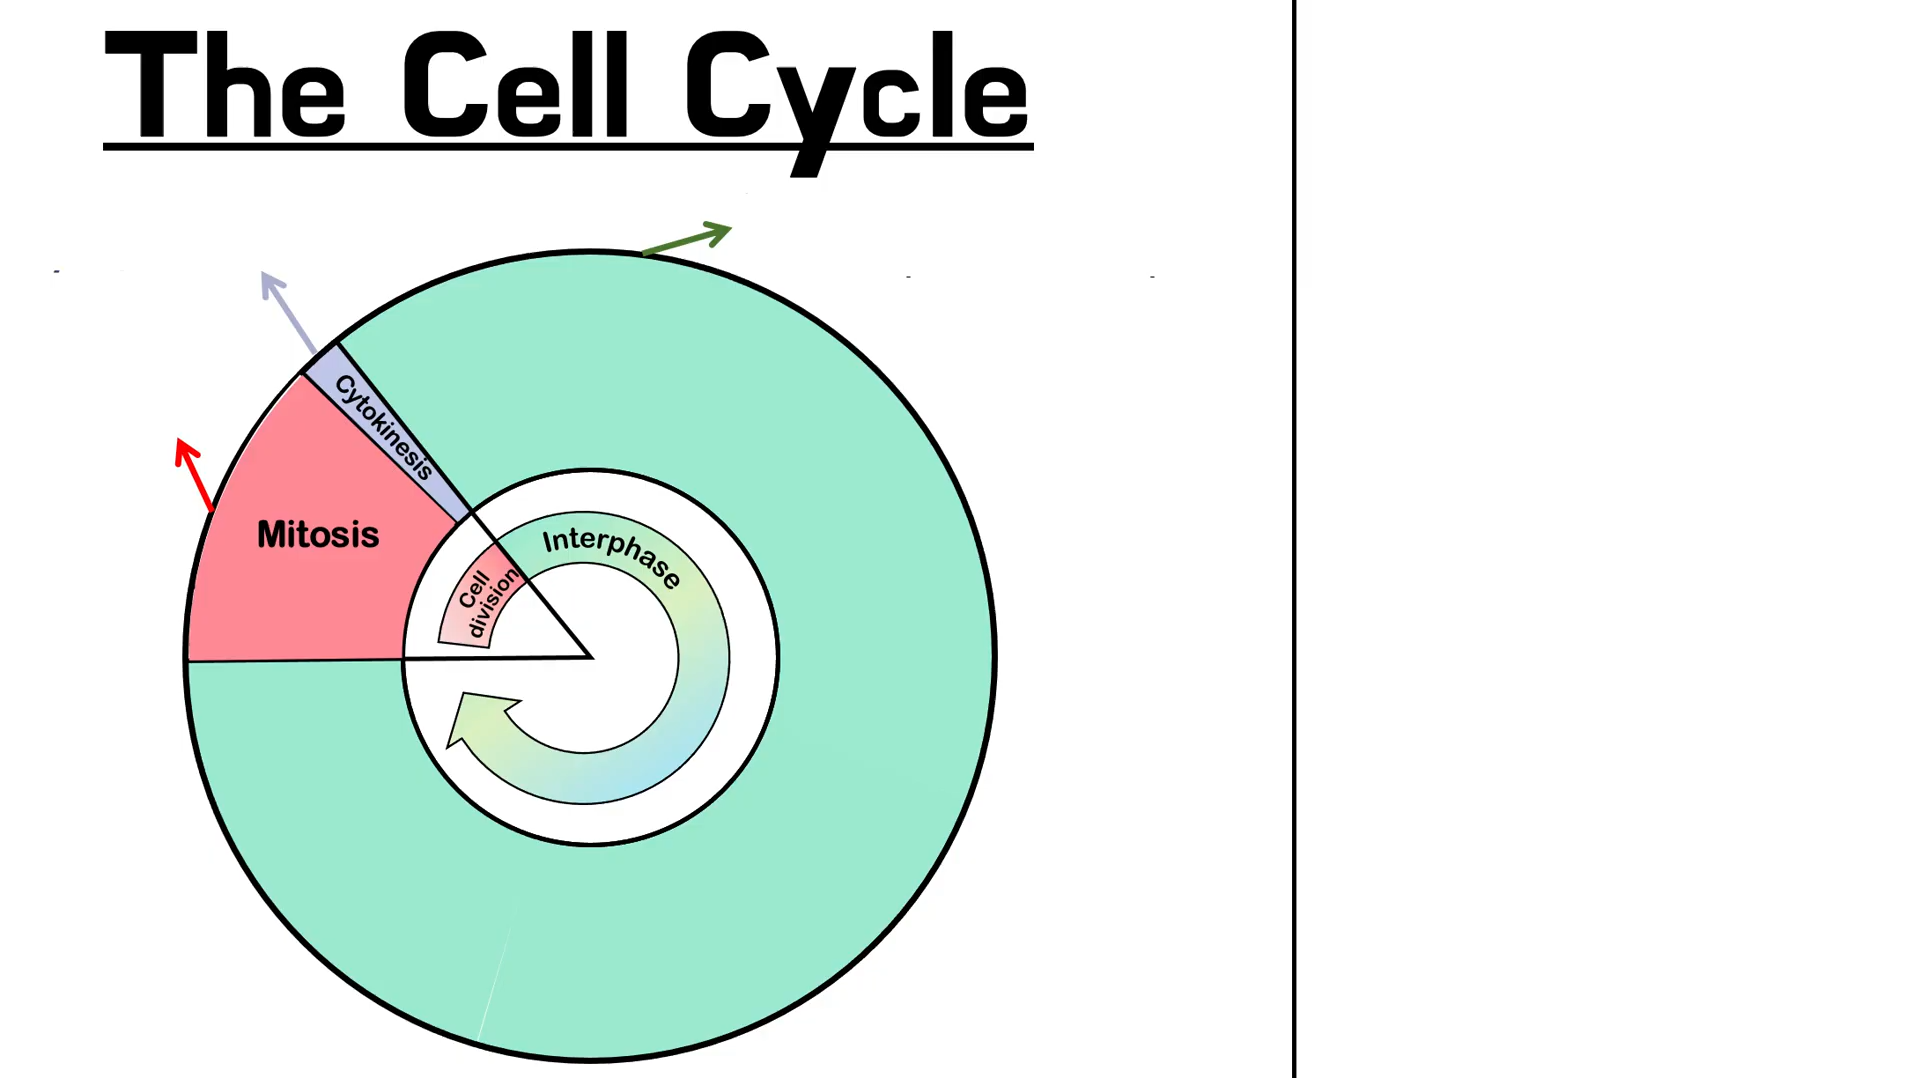 The Cell Cycle
Cytokinesis
Mitosis
Interphase
Cell
division